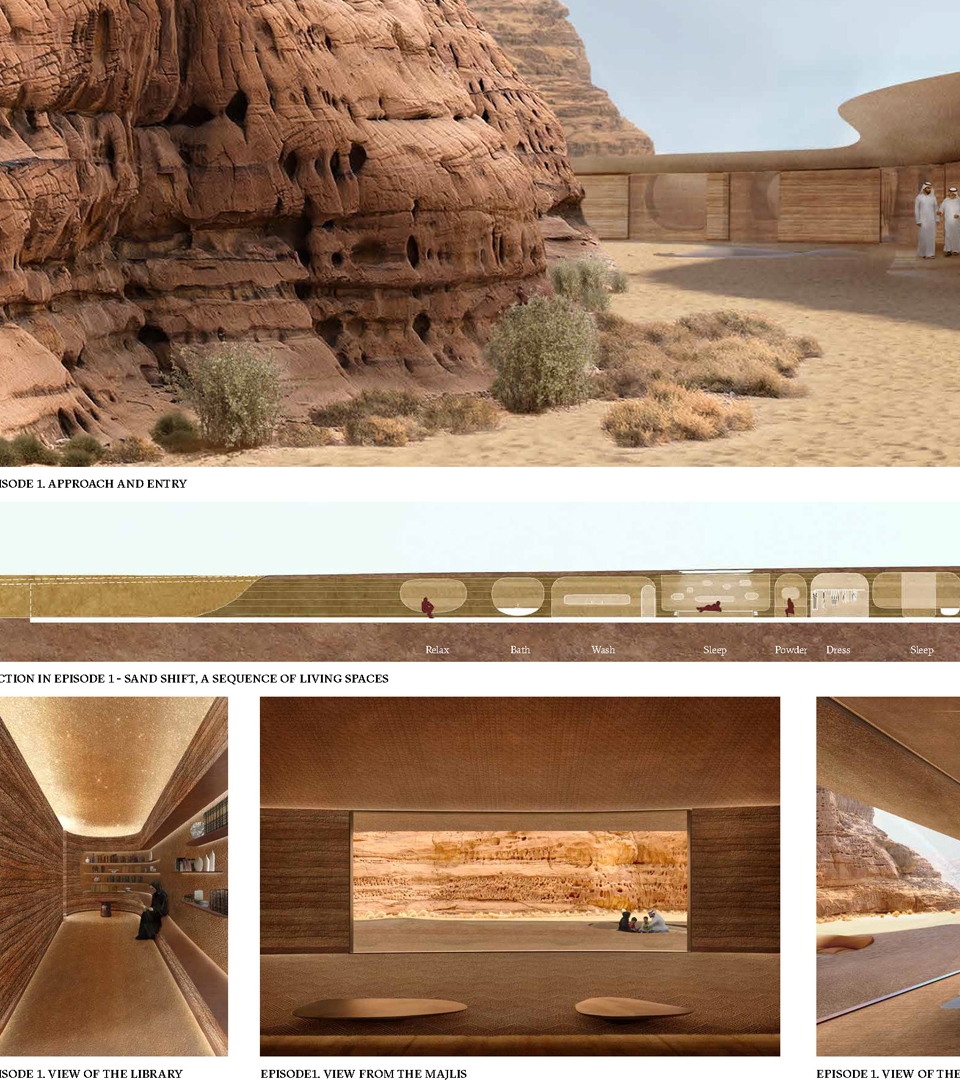 ISODE 1. APPROACH AND ENTRY
Relax Bath Wash Sleep Powder Dress Sleep
CTION IN EPISODE 1 - SAND SHIFT, A SEQUENCE OF LIVING SPACES
ISODE 1. VIEW OF THE LIBRARY
EPISODE1. VIEW FROM THE MAJLIS
EPISODE 1. VIEW OF THE